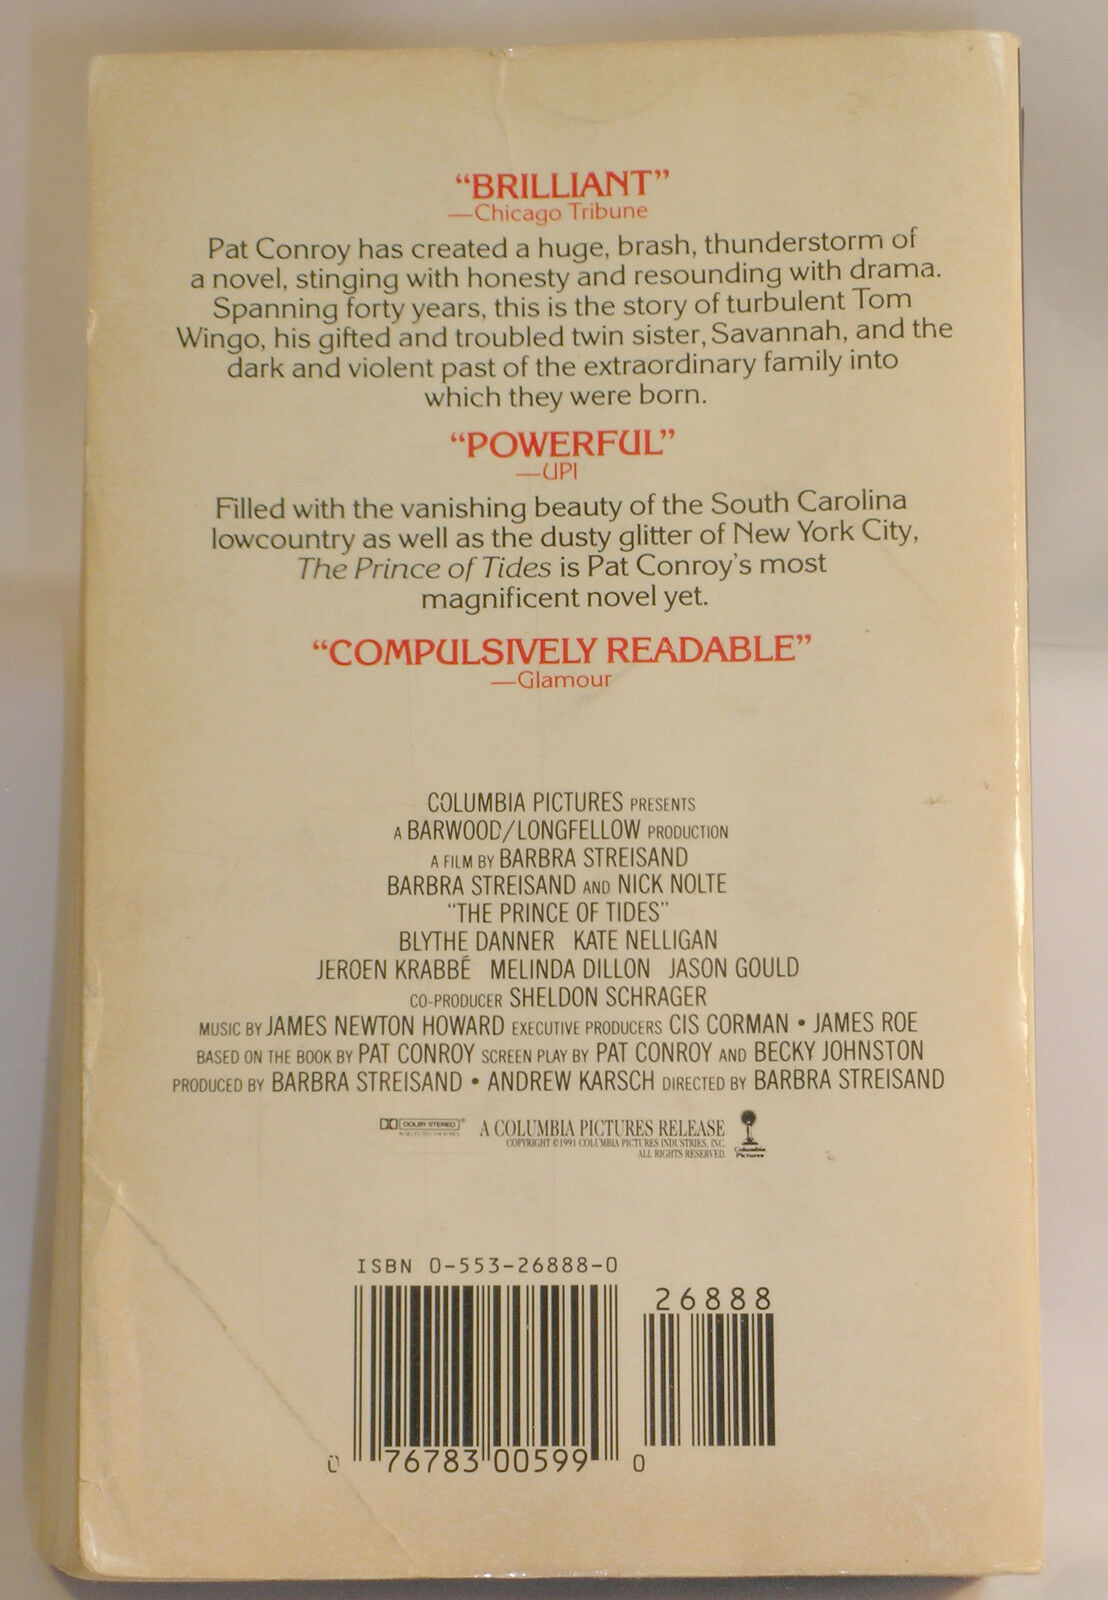 “BRILLIANT”
—Chicago Tribune
Pat Conroy has created a huge, brash, thunderstorm of
a novel, stinging with honesty and resounding with drama.
Spanning forty years, this is the story of turbulent Tom
Wingo, his gifted and troubled twin sister, Savannah, and the
dark and violent past of the extraordinary family into
which they were born.
“POWERFUL”
—UPI
Filled with the vanishing beauty of the South Carolina
lowcountry as well as the dusty glitter of New York City,
The Prince of Tides is Pat Conroy’s most
magnificent novel yet.
“COMPULSIVELY READABLE”
—Glamour
COLUMBIA PICTURES PRESENTS
A BARWOOD/LONGFELLOW PRODUCTION
A FILM BY BARBRA STREISAND
BARBRA STREISAND AND NICK NOLTE
"THE PRINCE OF TIDES"
BLYTHE DANNER KATE NELLIGAN
JEROEN KRABBÉ MELINDA DILLON JASON GOULD
CO-PRODUCER SHELDON SCHRAGER
MUSIC BY JAMES NEWTON HOWARD EXECUTIVE PRODUCERS CIS CORMAN • JAMES ROE
BASED ON THE BOOK BY PAT CONROY SCREEN PLAY BY PAT CONROY AND BECKY JOHNSTON
PRODUCED BY BARBRA STREISAND • ANDREW KARSCH DIRECTED BY BARBRA STREISAND
DOLBY STEREO
IN SELECTED THEATRES
A COLUMBIA PICTURES RELEASE
COPYRIGHT ©1991 COLUMBIA PICTURES INDUSTRIES, INC.
ALL RIGHTS RESERVED.
Columbia
Pictures
ISBN 0-553-26888-0
26888
0 76783 00599 0